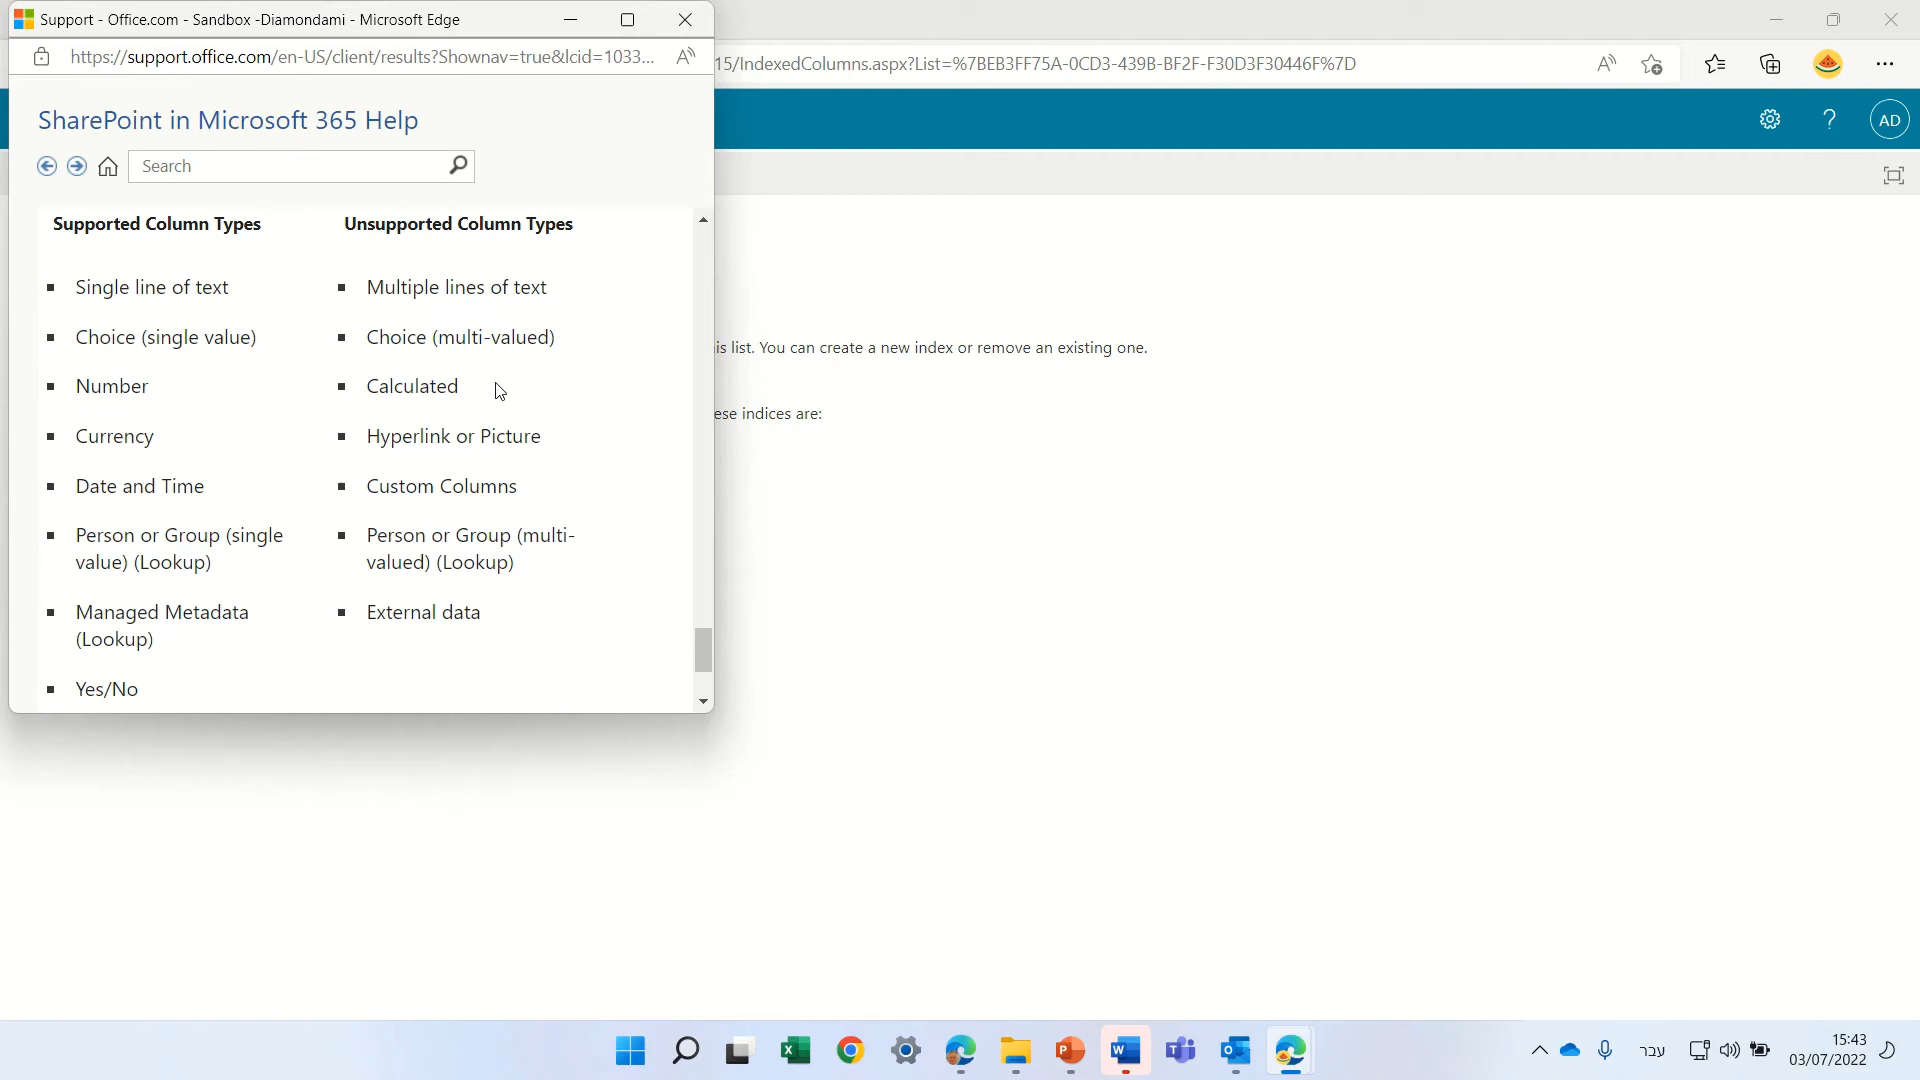 Support - Office.com - Sandbox -Diamondami - Microsoft Edge
https://support.office.com/en-US/client/results?Shownav=true&lcid=1033...
15/IndexedColumns.aspx?List=%7BEB3FF75A-0CD3-439B-BF2F-F30D3F30446F%7D
SharePoint in Microsoft 365 Help
AD
Search
Supported Column Types
Unsupported Column Types
Single line of text
Multiple lines of text
Choice (single value)
Choice (multi-valued)
is list. You can create a new index or remove an existing one.
Number
Calculated
ese indices are:
Currency
Hyperlink or Picture
Date and Time
Custom Columns
Person or Group (single
value) (Lookup)
Person or Group (multi-
valued) (Lookup)
Managed Metadata
(Lookup)
External data
Yes/No
עבר
15:43
03/07/2022